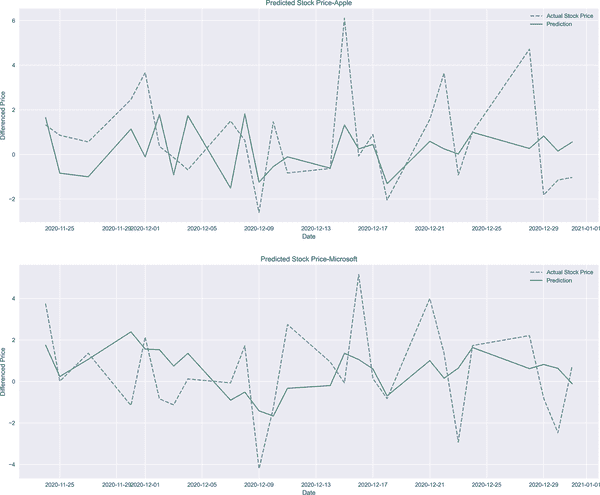 Predicted Stock Price-Apple
Actual Stock Price
Prediction
6
4
2
0
−2
Differenced Price
2020-11-25 2020-11-29 2020-12-01 2020-12-05 2020-12-09 2020-12-13 2020-12-17 2020-12-21 2020-12-25 2020-12-29 2021-01-01
Date
Predicted Stock Price-Microsoft
Actual Stock Price
Prediction
4
2
0
−2
−4
Differenced Price
2020-11-25 2020-11-29 2020-12-01 2020-12-05 2020-12-09 2020-12-13 2020-12-17 2020-12-21 2020-12-25 2020-12-29 2021-01-01
Date